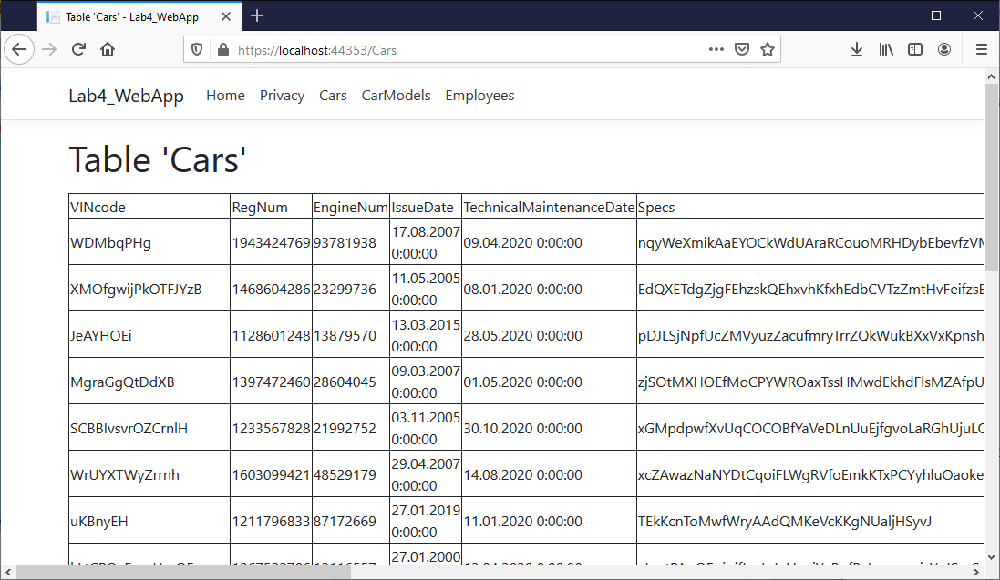 Table 'Cars' - Lab4_WebApp
https://localhost:44353/Cars
Lab4_WebApp Home Privacy Cars CarModels Employees
Table 'Cars'
VINcode RegNum EngineNum IssueDate TechnicalMaintenanceDate Specs
WDMbqPHg 1943424769 93781938 17.08.2007 0:00:00 09.04.2020 0:00:00 nqyWeXmikAaEYOCkWdUAraRCouoMRHDybEbevfzVM
XMOfgwijPkOTFJYzB 1468604286 23299736 11.05.2005 0:00:00 08.01.2020 0:00:00 EdQXETdgZjgFEhzskQEhxvhKfxhEdbCVTzZmtHvFeifzsE
JeAYHOEi 1128601248 13879570 13.03.2015 0:00:00 28.05.2020 0:00:00 pDJLSjNpfUcZMVyuzZacufmryTrrZQkWukBXxVxKpnsh
MgraGgQtDdXB 1397472460 28604045 09.03.2007 0:00:00 01.05.2020 0:00:00 zjSOtMXHOEfMoCPYWROaxTssHMwdEkhdFlsMZAfpU
SCBBIvsvrOZCrnlH 1233567828 21992752 03.11.2005 0:00:00 30.10.2020 0:00:00 xGMpdpwfXvUqCOCOBfYaVeDLnUuEjfgvoLaRGhUjuLC
WrUYXTWyZrrnh 1603099421 48529179 29.04.2007 0:00:00 14.08.2020 0:00:00 xcZAwazNaNYDtCqoiFLWgRVfoEmkKTxPCYyhluOaoke
uKBnyEH 1211796833 87172669 27.01.2019 0:00:00 11.01.2020 0:00:00 TEkKcnToMwfWryAAdQMKeVcKKgNUaljHSyvJ
27.01.2000